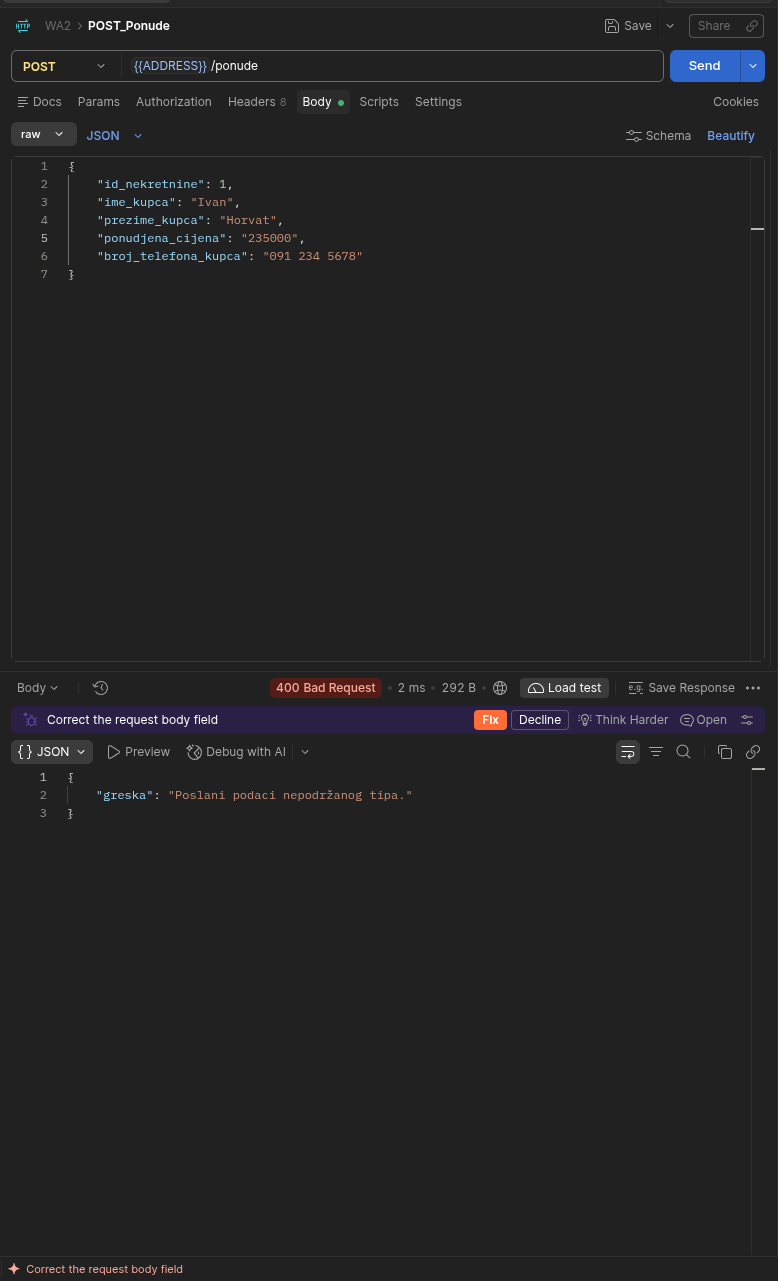 HTTP WA2 > POST_Ponude Save Share
POST {{ADDRESS}} /ponude Send
Docs Params Authorization Headers 8 Body Scripts Settings Cookies
raw JSON Schema Beautify
1 {
2 "id_nekretnine": 1,
3 "ime_kupca": "Ivan",
4 "prezime_kupca": "Horvat",
5 "ponudjena_cijena": "235000",
6 "broj_telefona_kupca": "091 234 5678"
7 }
Body 400 Bad Request • 2 ms • 292 B Load test e.g. Save Response
Correct the request body field Fix Decline Think Harder Open
{ } JSON Preview Debug with AI
1 {
2 "greska": "Poslani podaci nepodržanog tipa."
3 }
Correct the request body field